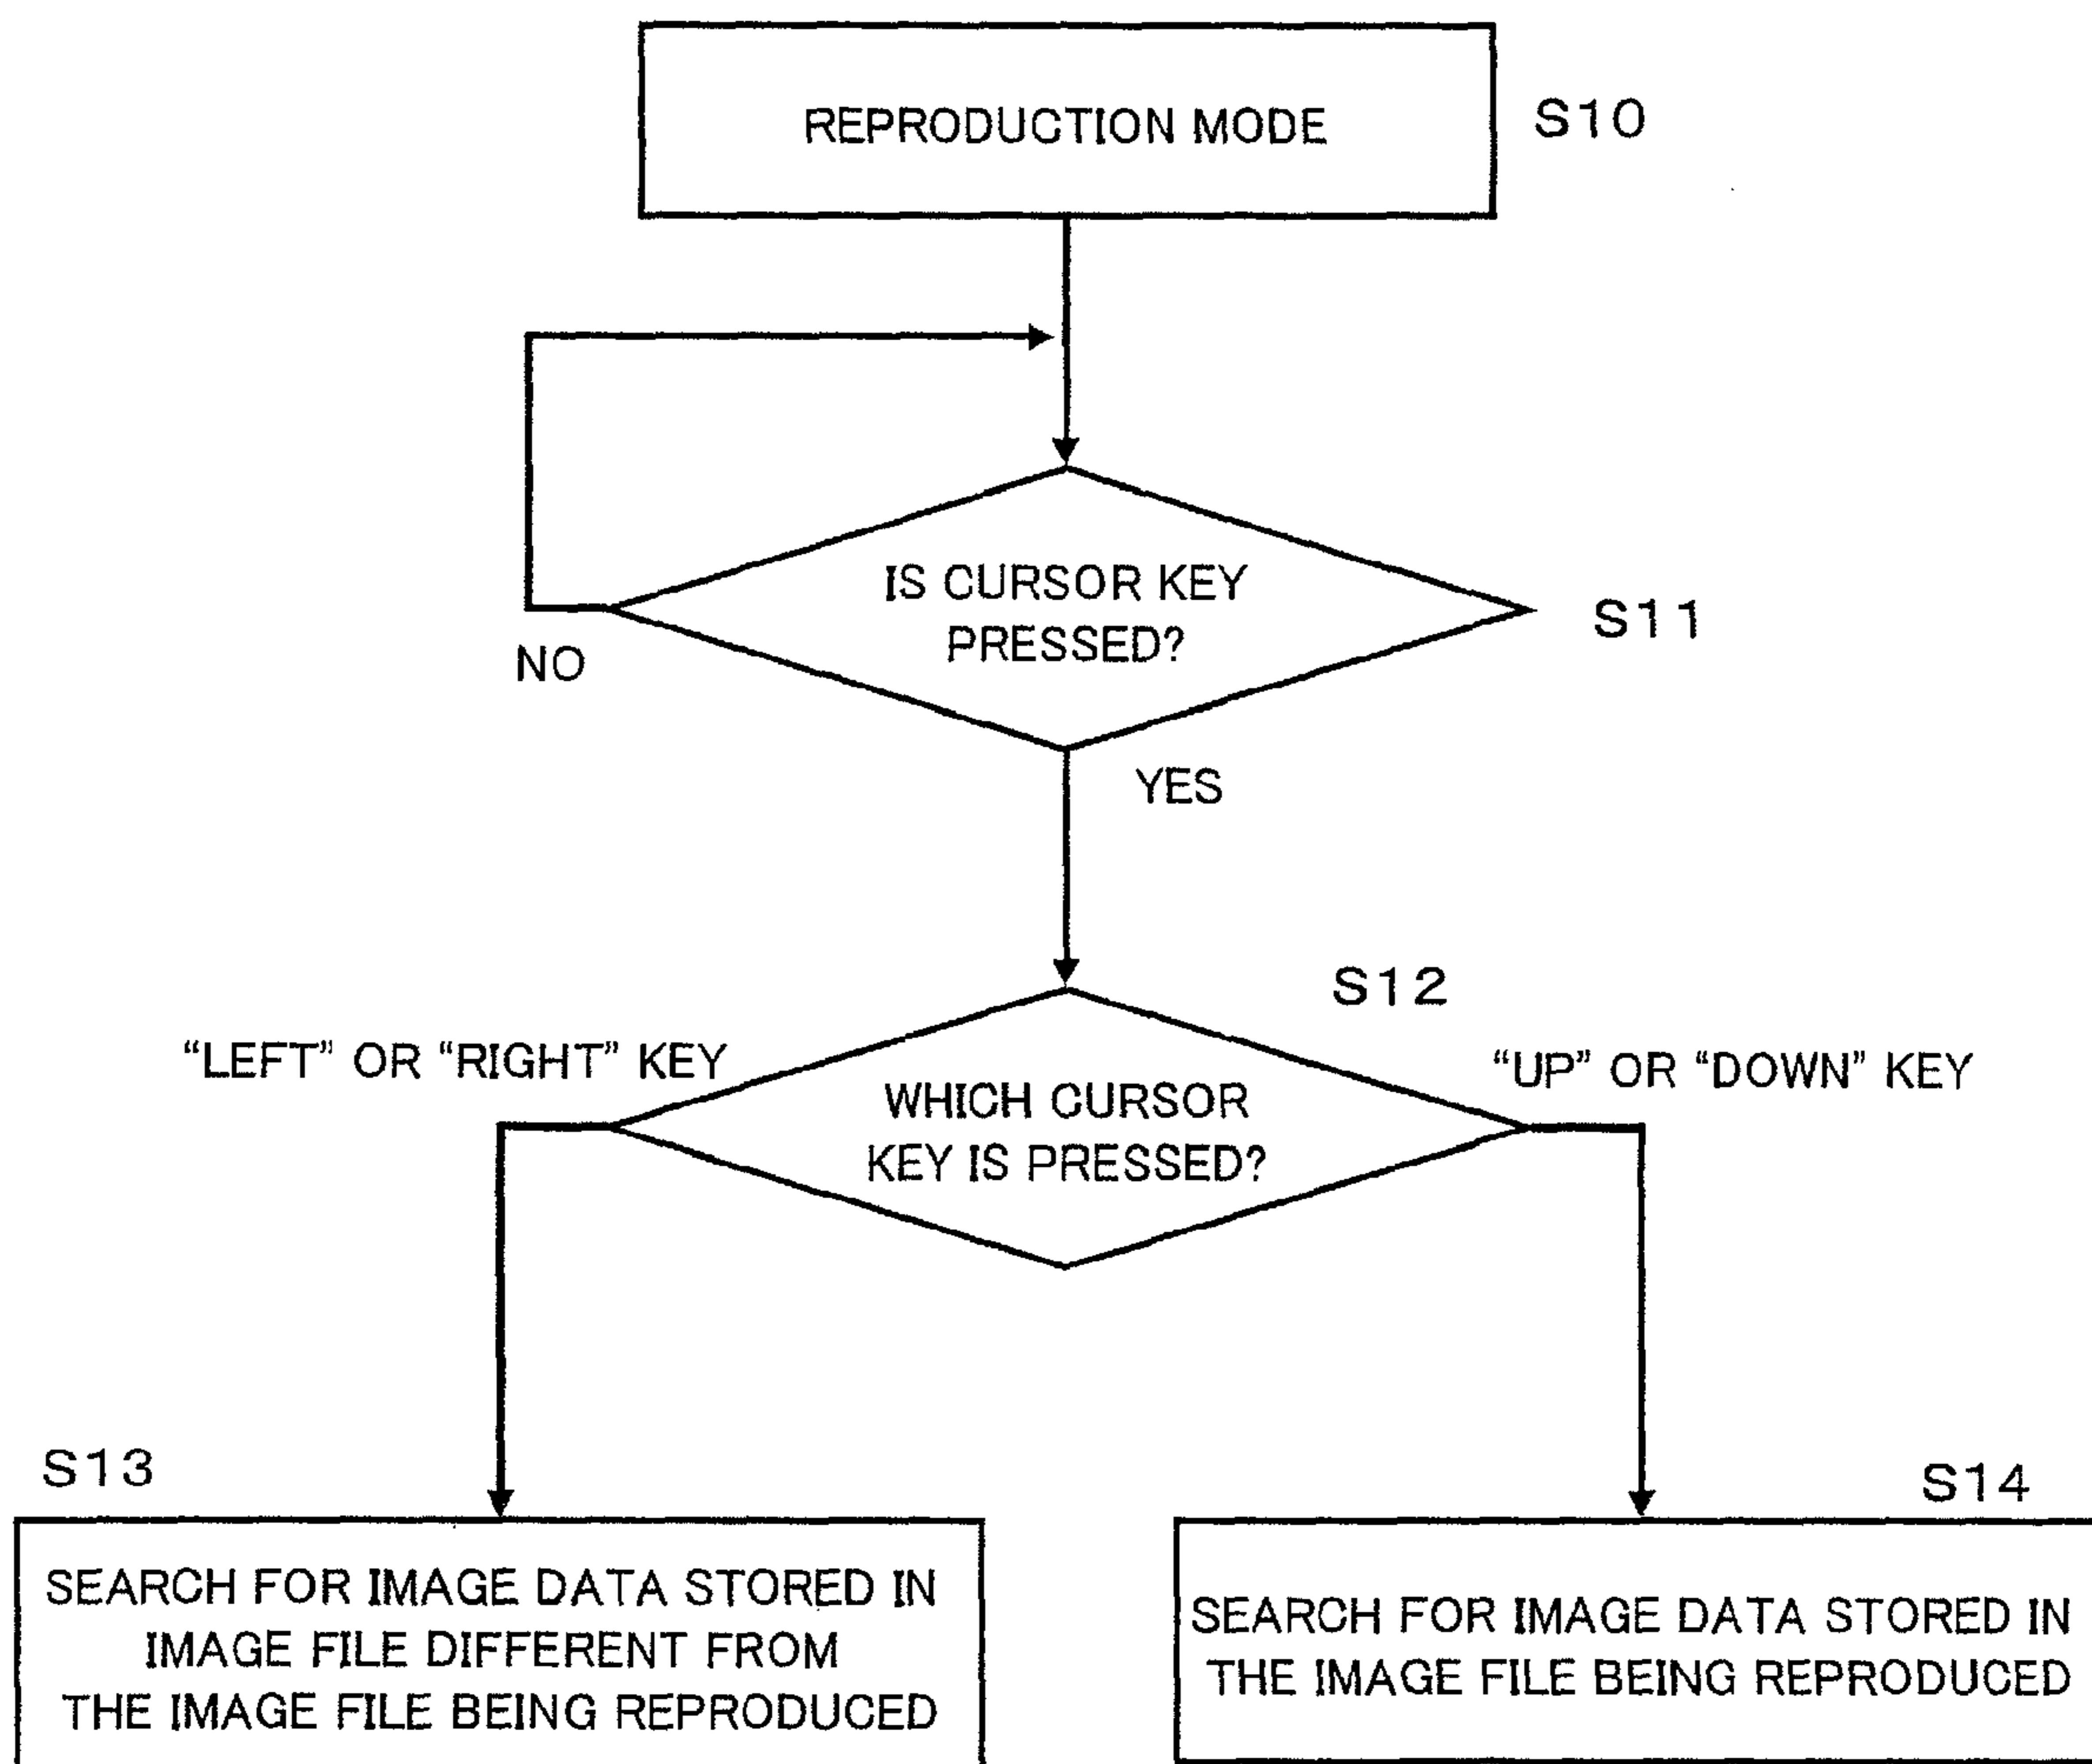 REPRODUCTION MODE
S10
IS CURSOR KEY
PRESSED?
S11
NO
YES
S12
“LEFT” OR “RIGHT” KEY
“UP” OR “DOWN” KEY
WHICH CURSOR
KEY IS PRESSED?
S13
SEARCH FOR IMAGE DATA STORED IN
IMAGE FILE DIFFERENT FROM
THE IMAGE FILE BEING REPRODUCED
S14
SEARCH FOR IMAGE DATA STORED IN
THE IMAGE FILE BEING REPRODUCED